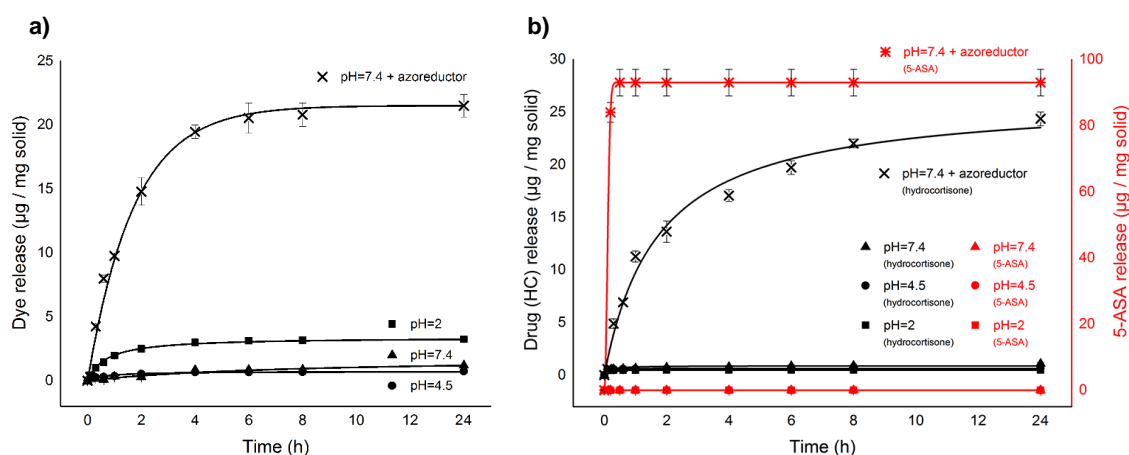 a)
25
20
15
10
5
0
Dye release (µg / mg solid)
pH=7.4 + azoreductor
pH=2
pH=7.4
pH=4.5
0 2 4 6 8 24
Time (h)
b)
30
25
20
15
10
5
0
Drug (HC) release (µg / mg solid)
pH=7.4 + azoreductor
(5-ASA)
pH=7.4 + azoreductor
(hydrocortisone)
pH=7.4
(hydrocortisone)
pH=4.5
(hydrocortisone)
pH=2
(hydrocortisone)
pH=7.4
(5-ASA)
pH=4.5
(5-ASA)
pH=2
(5-ASA)
100
80
60
40
20
0
5-ASA release (µg / mg solid)
0 2 4 6 8 24
Time (h)